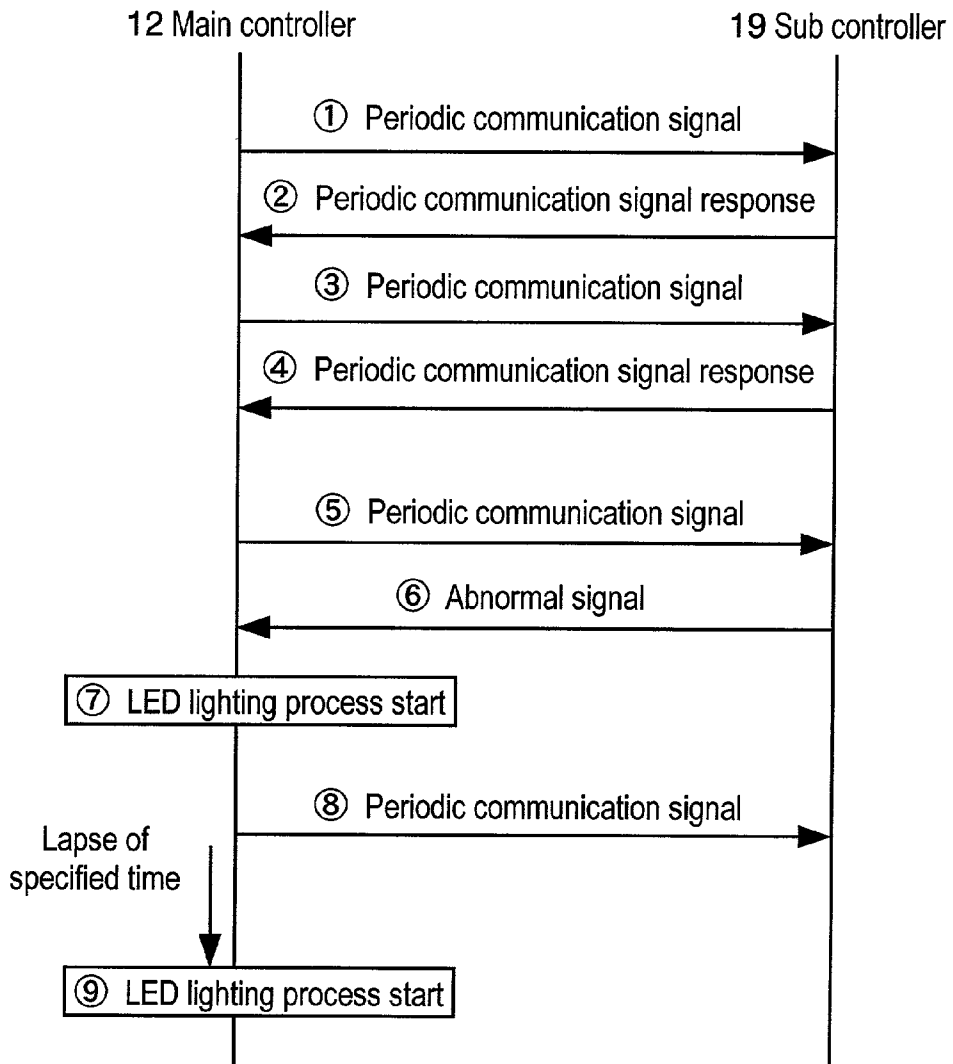 12 Main controller
19 Sub controller
① Periodic communication signal
② Periodic communication signal response
③ Periodic communication signal
④ Periodic communication signal response
⑤ Periodic communication signal
⑥ Abnormal signal
⑦ LED lighting process start
⑧ Periodic communication signal
Lapse of
specified time
⑨ LED lighting process start